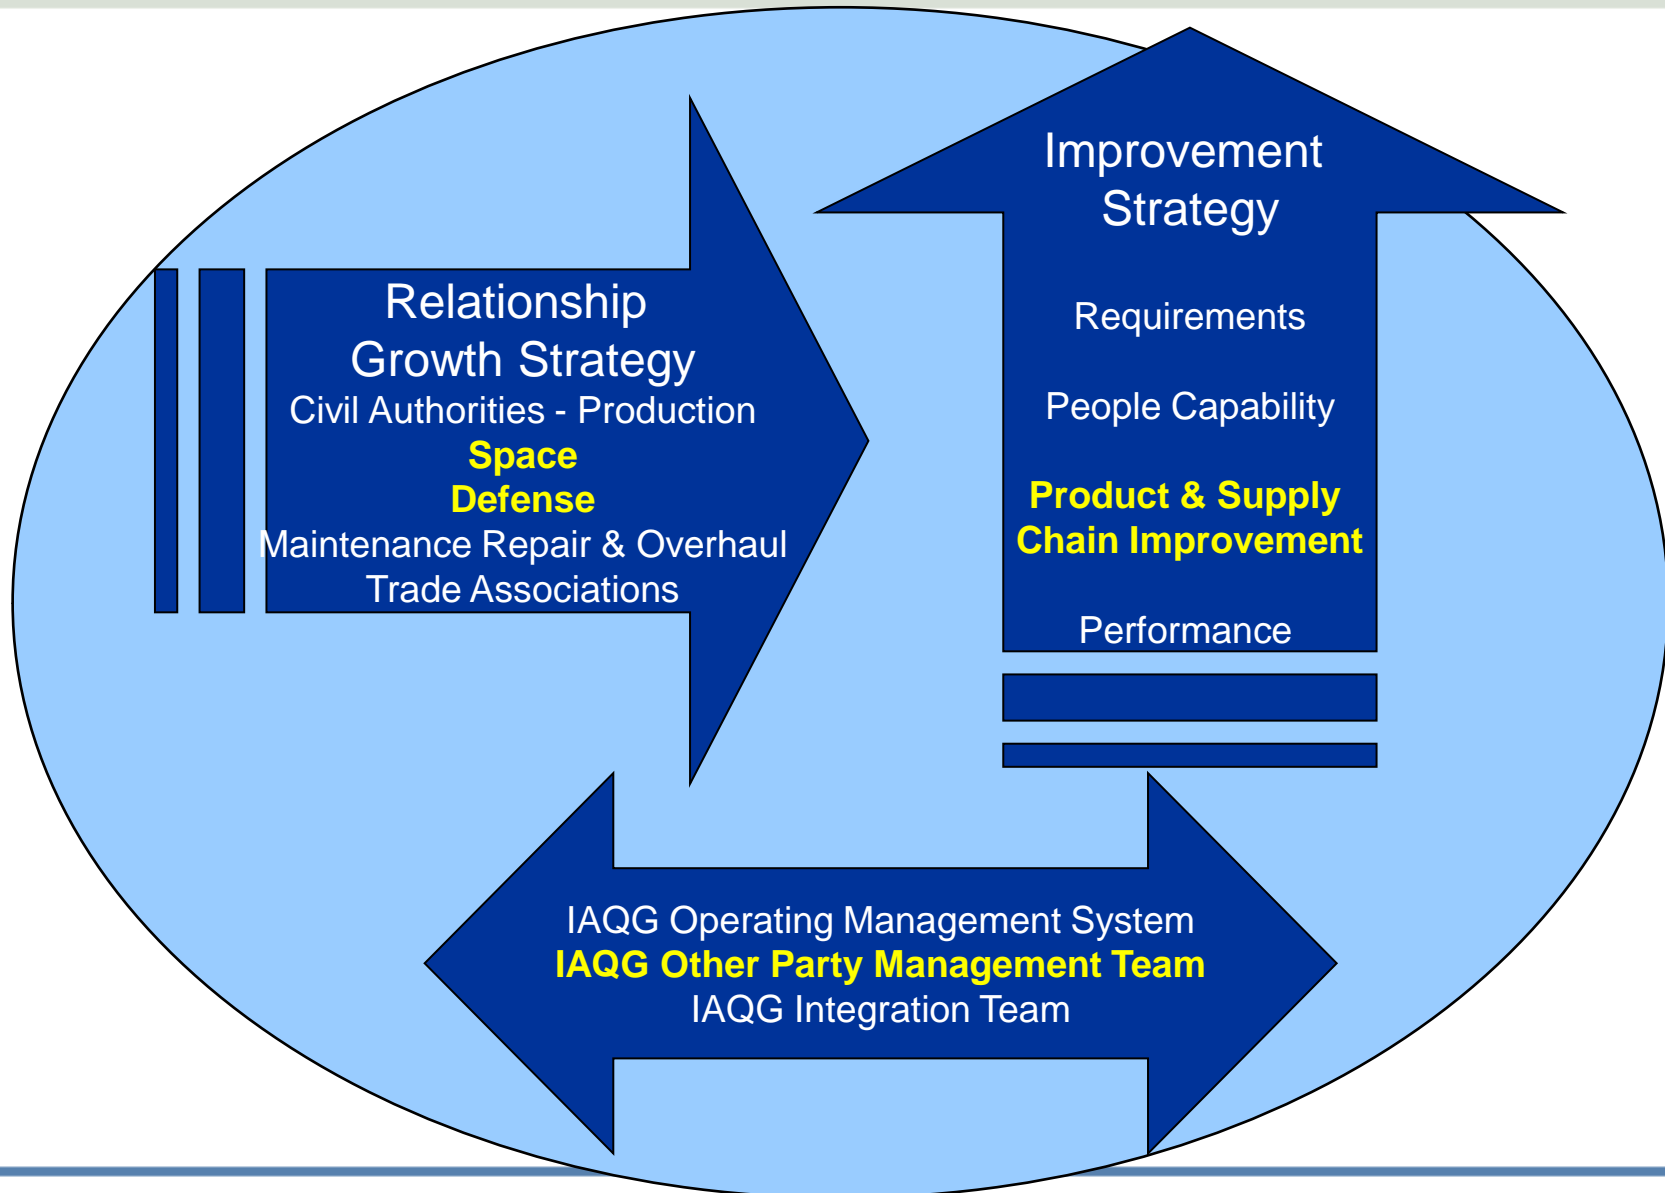 Relationship
Growth Strategy
Civil Authorities - Production
Space
Defense
Maintenance Repair & Overhaul
Trade Associations
Improvement
Strategy
Requirements
People Capability
Product & Supply
Chain Improvement
Performance
IAQG Operating Management System
IAQG Other Party Management Team
IAQG Integration Team